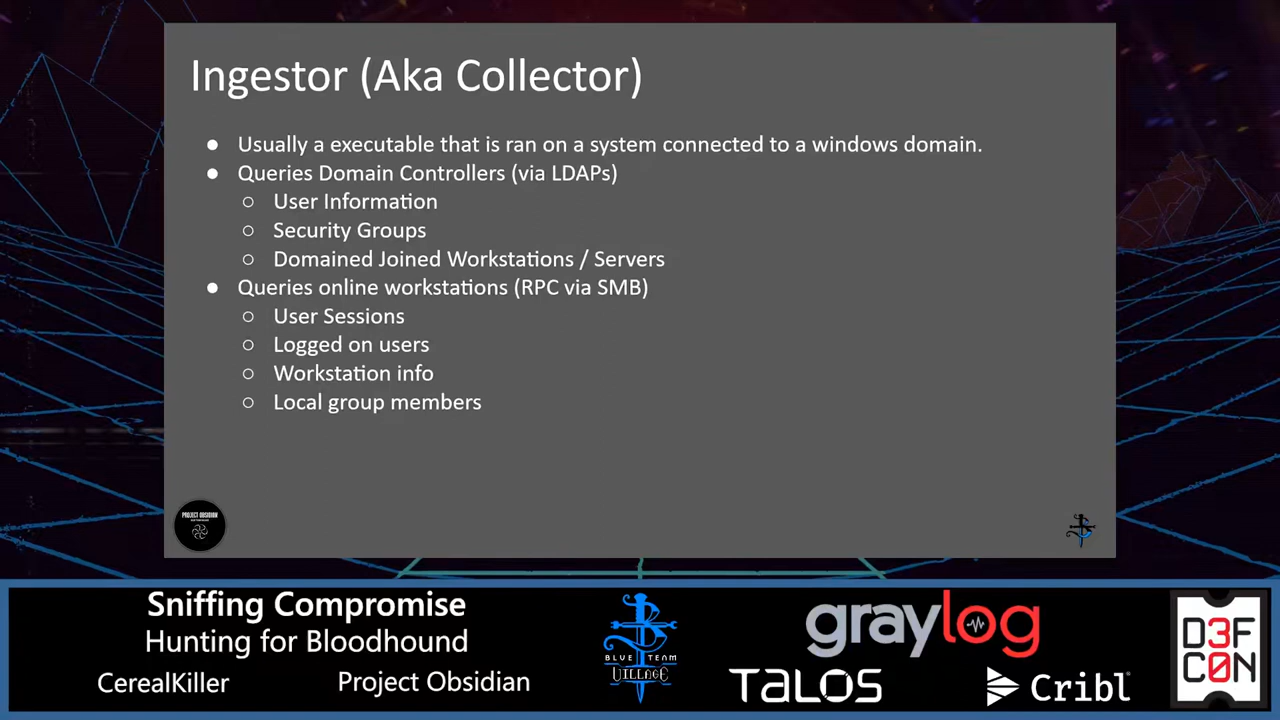 Ingestor (Aka Collector)
● Usually a executable that is ran on a system connected to a windows domain.
● Queries Domain Controllers (via LDAPs)
○ User Information
○ Security Groups
○ Domained Joined Workstations / Servers
● Queries online workstations (RPC via SMB)
○ User Sessions
○ Logged on users
○ Workstation info
○ Local group members
PROJECT OBSIDIAN
Sniffing Compromise
Hunting for Bloodhound
CerealKiller
Project Obsidian
BLUE TEAM
VILLAGE
graylog
TALOS
Cribl
D3F
C0N